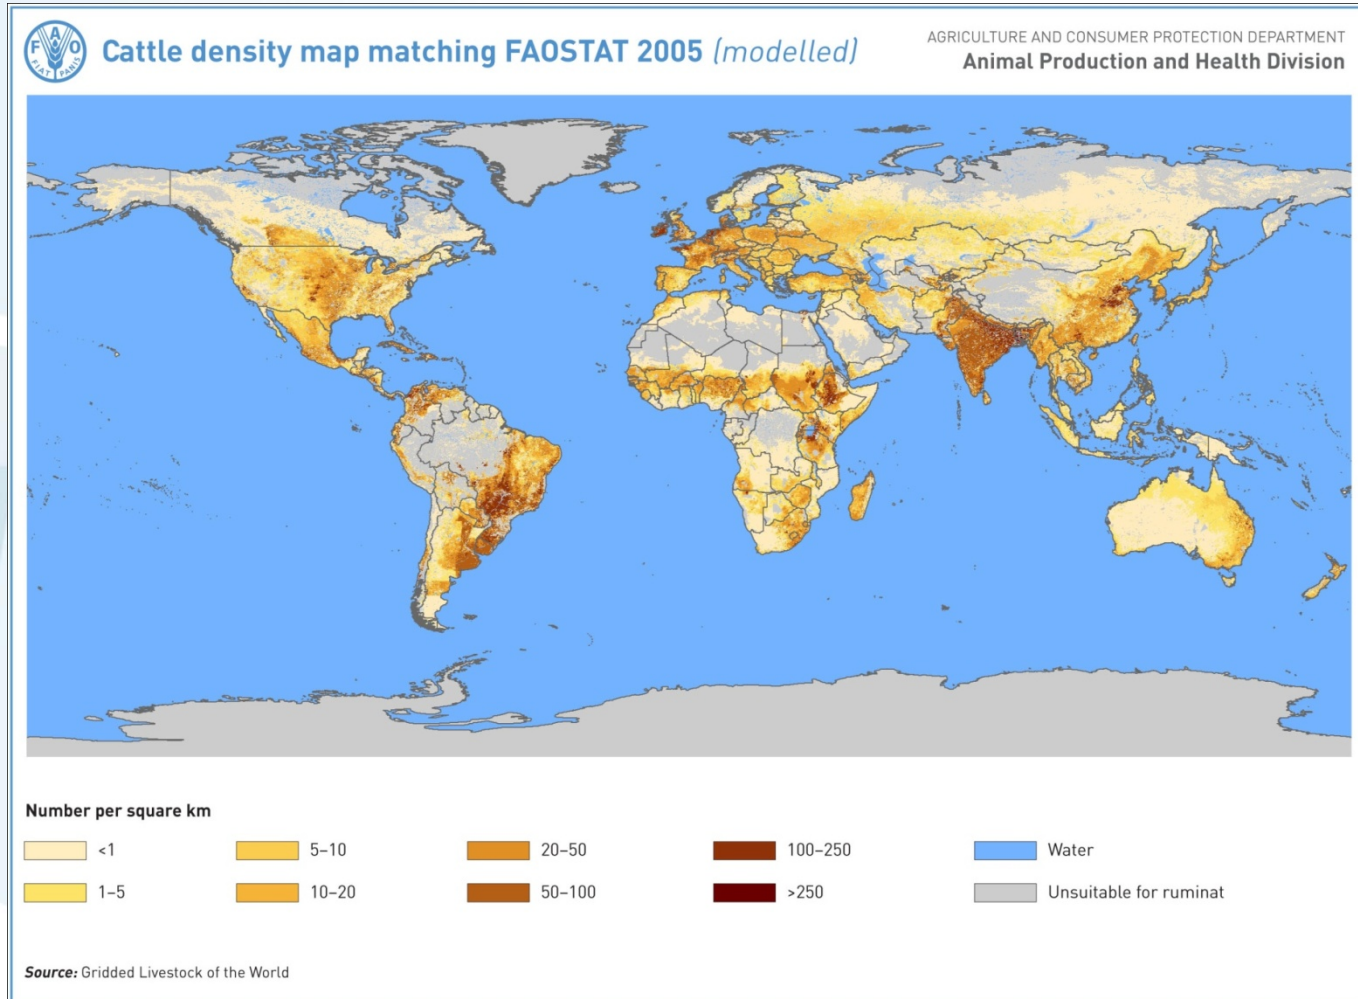 F A O
FIAT PANIS
Cattle density map matching FAOSTAT 2005 (modelled)
AGRICULTURE AND CONSUMER PROTECTION DEPARTMENT
Animal Production and Health Division
Number per square km
<1
5–10
20–50
100–250
Water
1–5
10–20
50–100
>250
Unsuitable for ruminat
Source: Gridded Livestock of the World